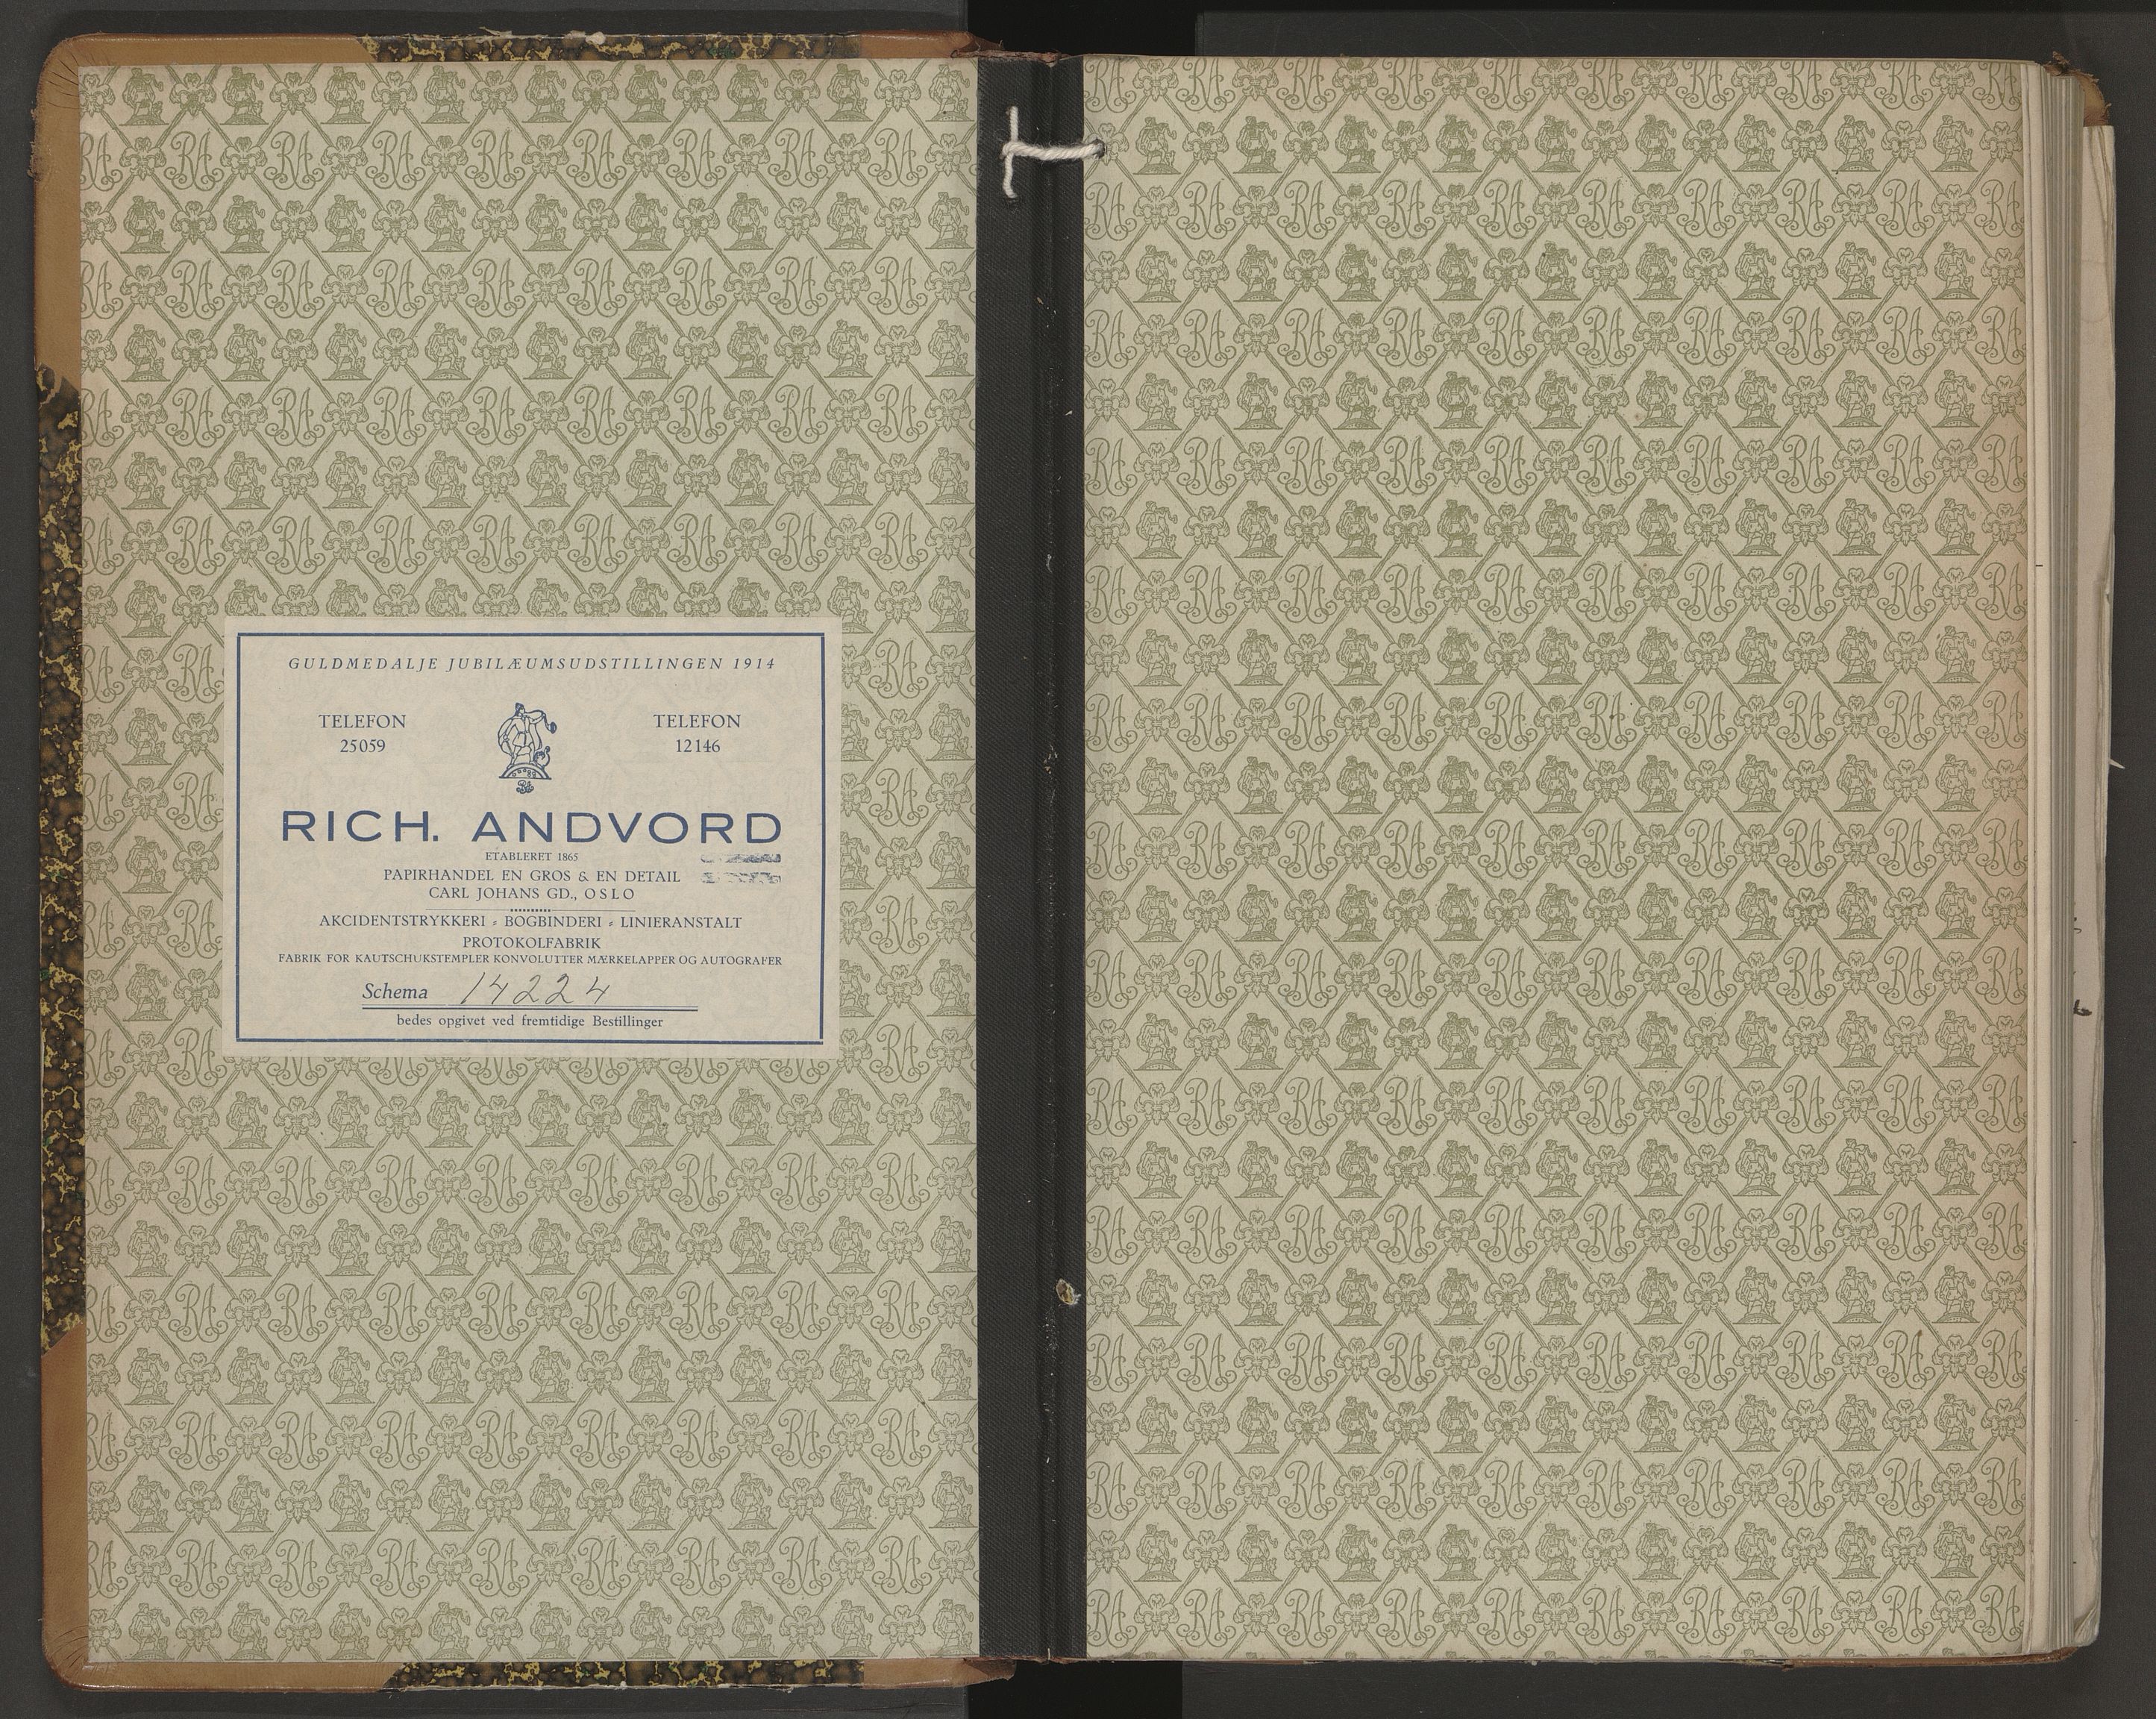 GULDMEDALJE JUBILÆUMSUDSTILLINGEN 1914
TELEFON
25059
TELEFON
12146
RICH. ANDVORD
ETABLERET 1865
PAPIRHANDEL EN GROS & EN DETAIL
CARL JOHANS GD., OSLO
AKCIDENTSTRYKKERI - BOGBINDERI - LINIERANSTALT
PROTOKOLFABRIK
FABRIK FOR KAUTSCHUKSTEMPLER KONVOLUTTER MÆRKELAPPER OG AUTOGRAFER
Schema 14224
bedes opgivet ved fremtidige Bestillinger